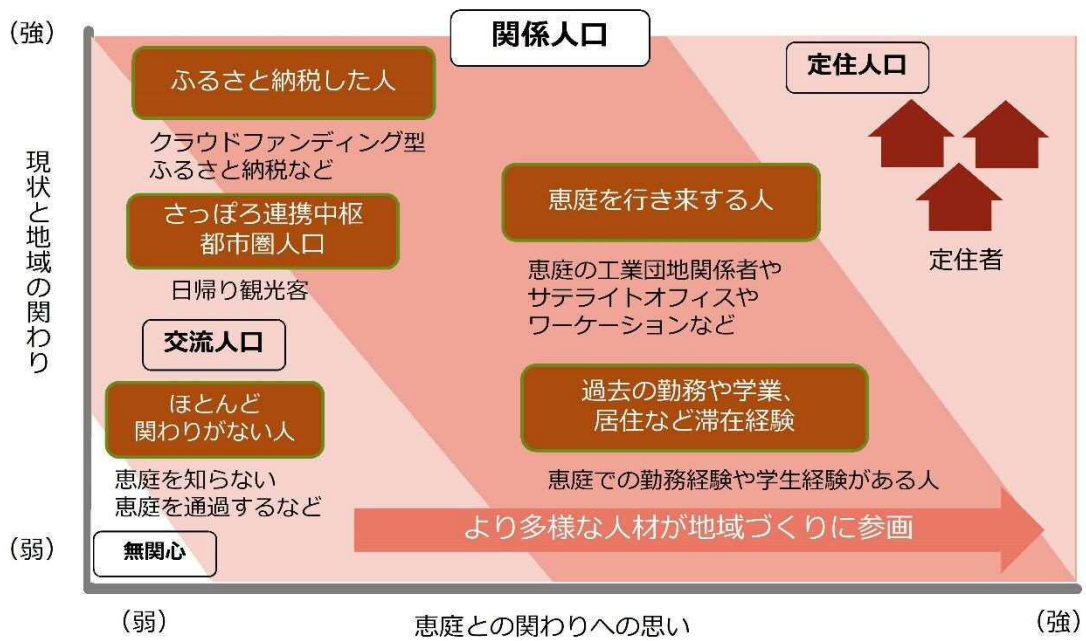 関係人口
(強)
ふるさと納税した人
クラウドファンディング型
ふるさと納税など
さっぽろ連携中枢
都市圏人口
日帰り観光客
交流人口
ほとんど
関わりがない人
恵庭を知らない
恵庭を通過するなど
無関心
恵庭を行き来する人
恵庭の工業団地関係者や
サテライトオフィスや
ワーケーションなど
過去の勤務や学業、
居住など滞在経験
恵庭での勤務経験や学生経験がある人
定住人口
定住者
より多様な人材が地域づくりに参画
現状と地域の関わり
(弱)
(弱)
恵庭との関わりへの思い
(強)